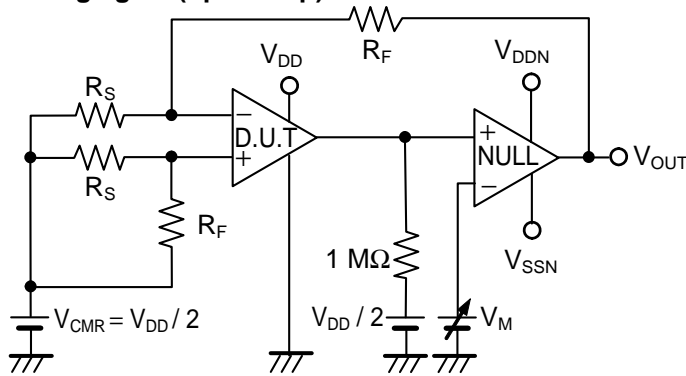 R_F
V_DD
V_DDN
R_S
D.U.T
NULL
V_OUT
R_S
R_F
V_SSN
1 MΩ
V_CMR = V_DD / 2
V_DD / 2
V_M